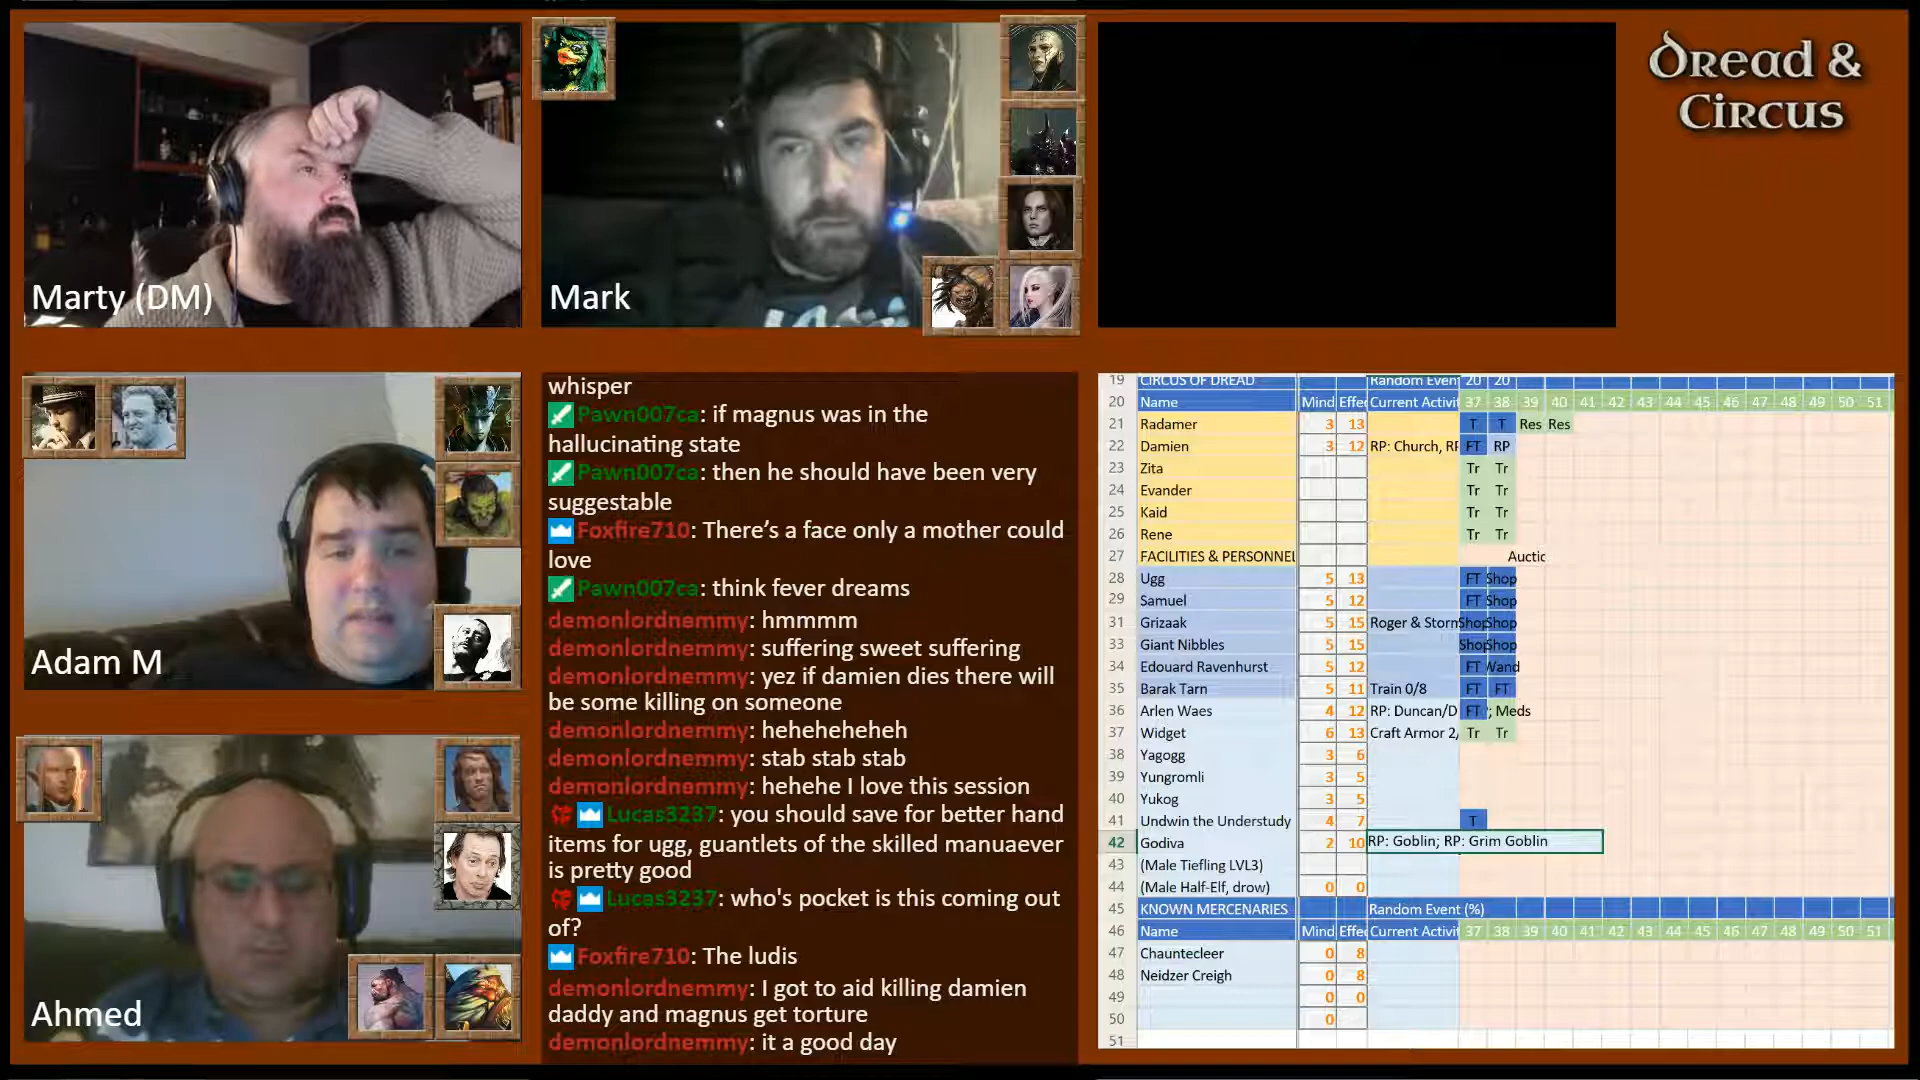 Dread &
Circus
Marty (DM)
Mark
Adam M
Ahmed
whisper
Pawn007ca: if magnus was in the
hallucinating state
Pawn007ca: then he should have been very
suggestable
Foxfire710: There's a face only a mother could
love
Pawn007ca: think fever dreams
demonlordnemmy: hmmmm
demonlordnemmy: suffering sweet suffering
demonlordnemmy: yez if damien dies there will
be some killing on someone
demonlordnemmy: heheheheheh
demonlordnemmy: stab stab stab
demonlordnemmy: hehehe I love this session
Lucas3237: you should save for better hand
items for ugg, guantlets of the skilled manuaever
is pretty good
Lucas3237: who's pocket is this coming out
of?
Foxfire710: The ludis
demonlordnemmy: I got to aid killing damien
daddy and magnus get torture
demonlordnemmy: it a good day
19 CIRCUS OF DREAD Random Event 20 20
20 Name Mind Effec Current Activit 37 38 39 40 41 42 43 44 45 46 47 48 49 50 51
21 Radamer 3 13 T T Res Res
22 Damien 3 12 RP: Church, RP FT RP
23 Zita Tr Tr
24 Evander Tr Tr
25 Kaid Tr Tr
26 Rene Tr Tr
27 FACILITIES & PERSONNEL Auctic
28 Ugg 5 13 FT Shop
29 Samuel 5 12 FT Shop
31 Grizaak 5 15 Roger & Storm Shop Shop
33 Giant Nibbles 5 15 Shop Shop
34 Edouard Ravenhurst 5 12 FT Wand
35 Barak Tarn 5 11 Train 0/8 FT FT
36 Arlen Waes 4 12 RP: Duncan/D FT ; Meds
37 Widget 6 13 Craft Armor 2/ Tr Tr
38 Yagogg 3 6
39 Yungromli 3 5
40 Yukog 3 5
41 Undwin the Understudy 4 7 T
42 Godiva 2 10 RP: Goblin; RP: Grim Goblin
43 (Male Tiefling LVL3)
44 (Male Half-Elf, drow) 0 0
45 KNOWN MERCENARIES Random Event (%)
46 Name Mind Effec Current Activit 37 38 39 40 41 42 43 44 45 46 47 48 49 50 51
47 Chauntecleer 0 8
48 Neidzer Creigh 0 8
49 0 0
50 0
51